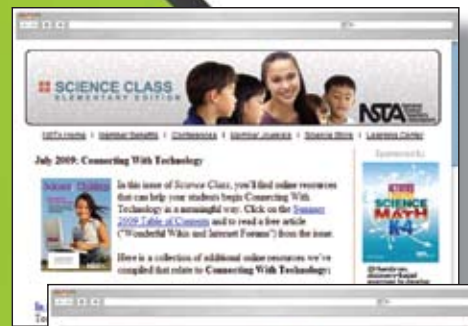 SCIENCE CLASS
ELEMENTARY EDITION
NSTA
NSTA Home | Member Benefits | Conferences | Member Journals | Science Store | Learning Center
July 2009: Connecting With Technology
Sponsored by
In this issue of Science Class, you'll find online resources
that can help your students begin Connecting With
Technology in a meaningful way. Click on the Summer
2009 Table of Contents and to read a free article
("Wonderful Wikis and Internet Forums") from the issue.
Here is a collection of additional online resources we've
compiled that relate to Connecting With Technology:
Science Children
ACTIVITIES
SCIENCE
MATH
K-4